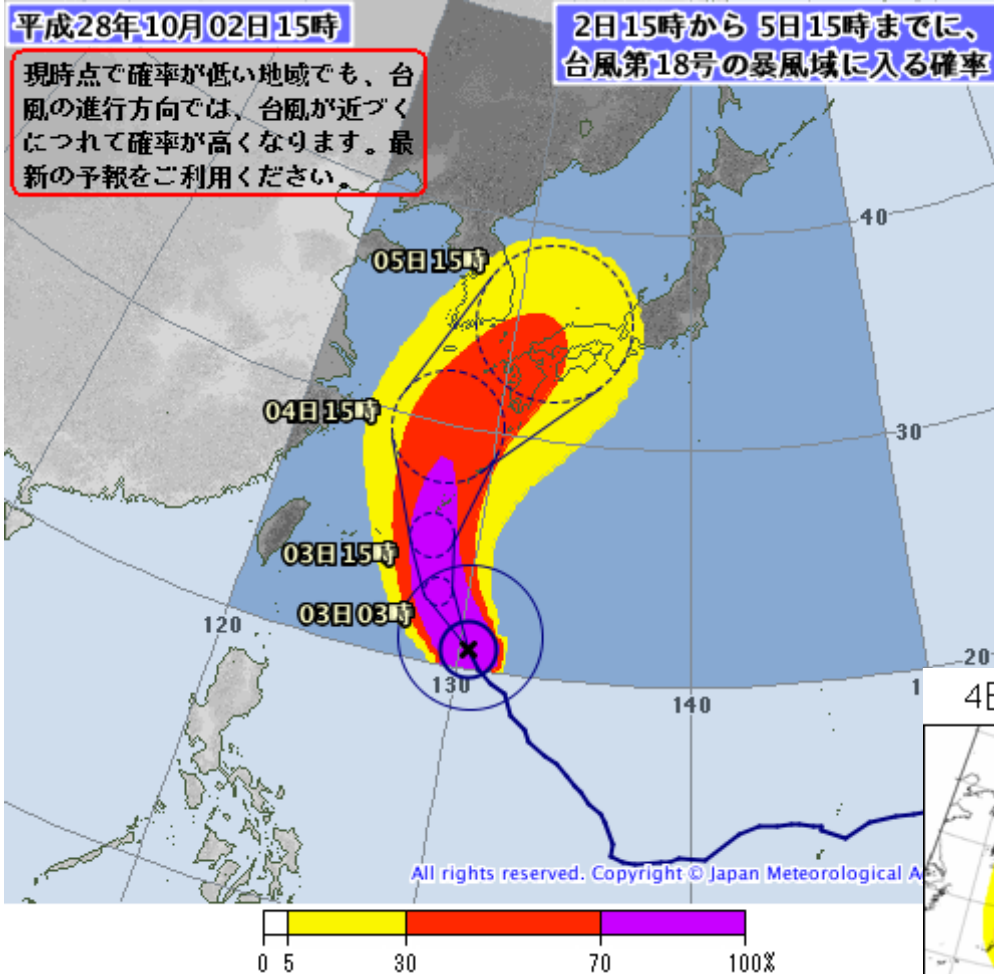 平成28年10月02日15時
2日15時から 5日15時までに、
台風第18号の暴風域に入る確率
現時点で確率が低い地域でも、台
風の進行方向では、台風が近づく
につれて確率が高くなります。最
新の予報をご利用ください。
40
05日15時
04日15時
30
03日15時
03日03時
120
20
130
140
1
4日
All rights reserved. Copyright © Japan Meteorological A
0 5 30 70 100%